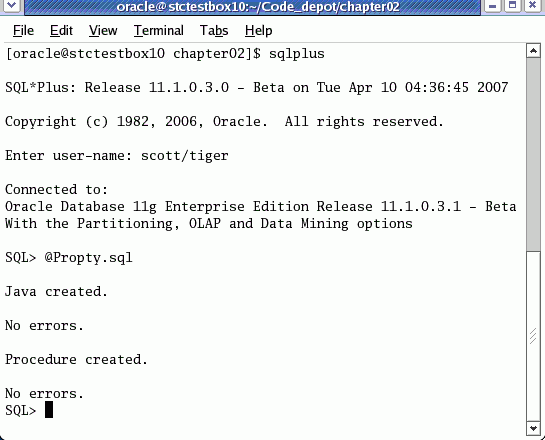 oracle@stctestbox10:~/Code_depot/chapter02
File Edit View Terminal Tabs Help
[oracle@stctestbox10 chapter02]$ sqlplus
SQL*Plus: Release 11.1.0.3.0 - Beta on Tue Apr 10 04:36:45 2007
Copyright (c) 1982, 2006, Oracle.  All rights reserved.
Enter user-name: scott/tiger
Connected to:
Oracle Database 11g Enterprise Edition Release 11.1.0.3.1 - Beta
With the Partitioning, OLAP and Data Mining options
SQL> @Propty.sql
Java created.
No errors.
Procedure created.
No errors.
SQL>